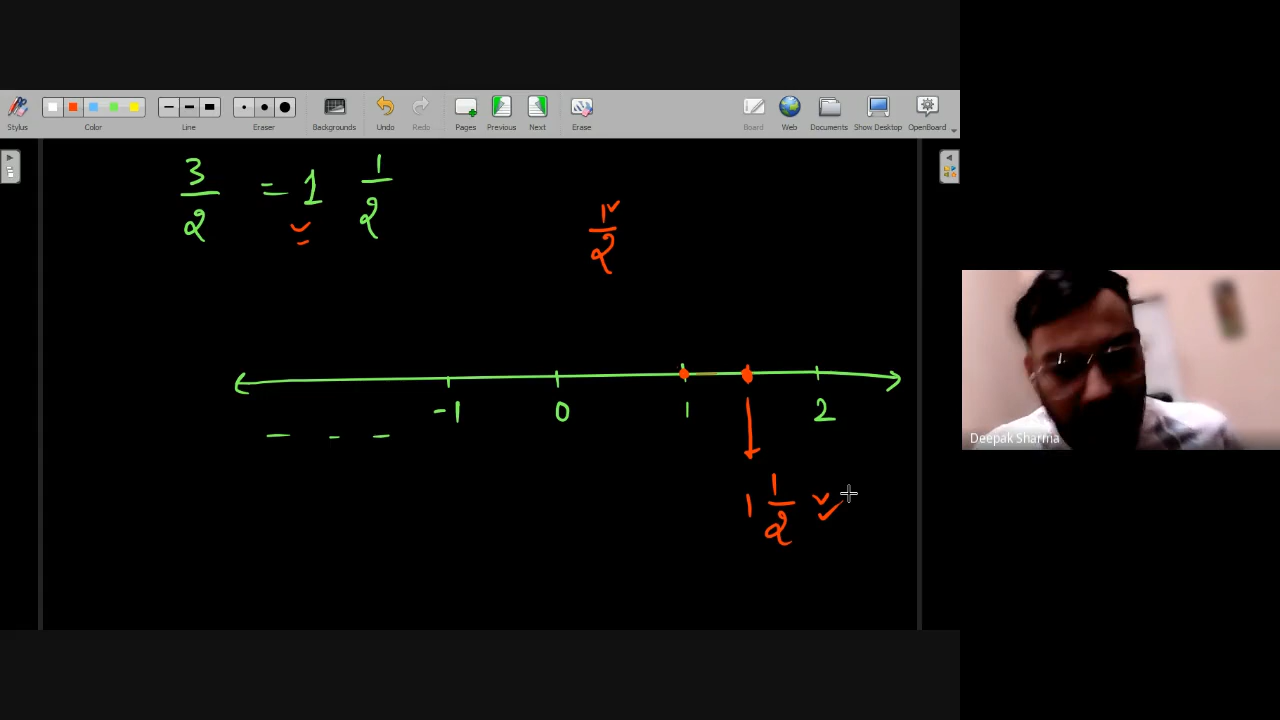 Stylus Color Line Eraser Backgrounds Undo Redo Pages Previous Next Erase Board Web Documents Show Desktop OpenBoard
3/2 = 1 1/2
1/2
-1 0 1 2
1 1/2
Deepak Sharma